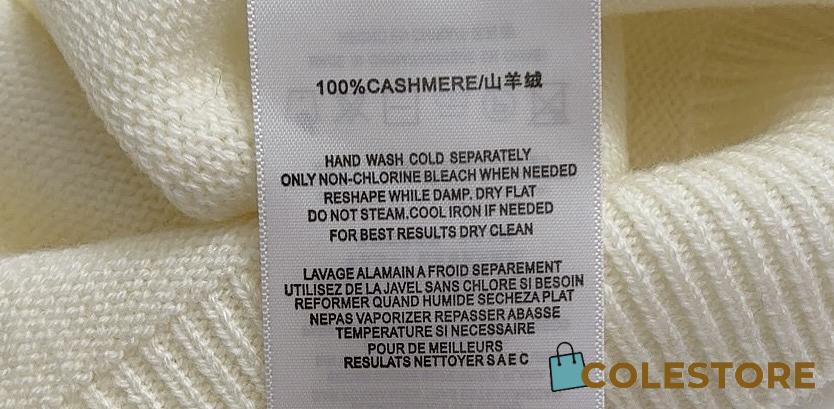 100%CASHMERE/山羊绒
HAND WASH COLD SEPARATELY
ONLY NON-CHLORINE BLEACH WHEN NEEDED
RESHAPE WHILE DAMP. DRY FLAT
DO NOT STEAM.COOL IRON IF NEEDED
FOR BEST RESULTS DRY CLEAN
LAVAGE ALAMAIN A FROID SEPAREMENT
UTILISEZ DE LA JAVEL SANS CHLORE SI BESOIN
REFORMER QUAND HUMIDE SECHEZA PLAT
NEPAS VAPORIZER REPASSER ABASSE
TEMPERATURE SI NECESSAIRE
POUR DE MEILLEURS
RESULATS NETTOYER S A E C
COLESTORE